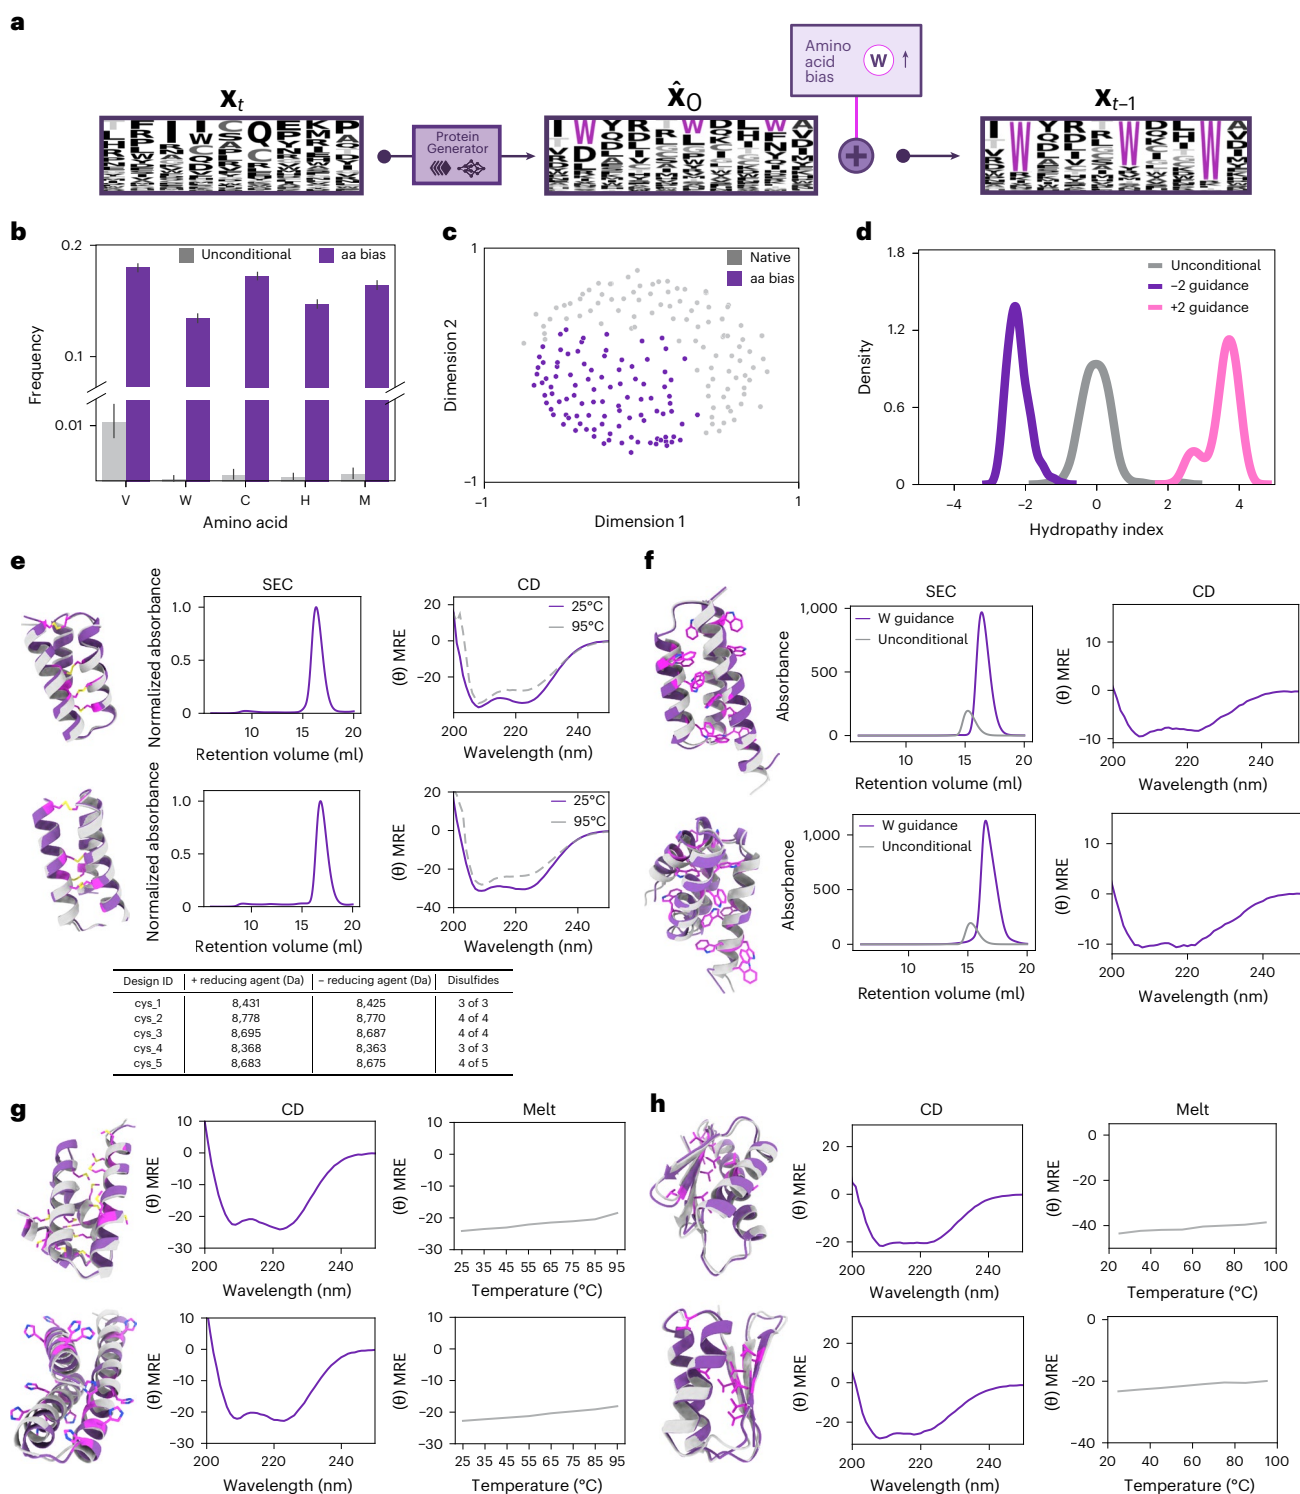 a
Amino
acid
bias
W ↑
Xt
X̂0
Xt–1
Protein
Generator
b
0.2
Unconditional
aa bias
0.1
0.01
Frequency
V W C H M
Amino acid
c
1
Native
aa bias
Dimension 2
–1
–1 1
Dimension 1
d
1.8
Unconditional
–2 guidance
+2 guidance
1.2
0.6
0
Density
–4 –2 0 2 4
Hydropathy index
e
SEC
Normalized absorbance
1.0
0.5
0
10 15 20
Retention volume (ml)
CD
20
25°C
95°C
0
–20
(θ) MRE
200 220 240
Wavelength (nm)
Normalized absorbance
1.0
0.5
0
10 15 20
Retention volume (ml)
20
25°C
95°C
0
–20
–40
(θ) MRE
200 220 240
Wavelength (nm)
Design ID + reducing agent (Da) – reducing agent (Da) Disulfides
cys_1 8,431 8,425 3 of 3
cys_2 8,778 8,770 4 of 4
cys_3 8,695 8,687 4 of 4
cys_4 8,368 8,363 3 of 3
cys_5 8,683 8,675 4 of 5
f
SEC
1,000
W guidance
Unconditional
500
0
Absorbance
10 15 20
Retention volume (ml)
CD
10
0
–10
(θ) MRE
200 220 240
Wavelength (nm)
1,000
W guidance
Unconditional
500
0
Absorbance
10 15 20
Retention volume (ml)
10
0
–10
(θ) MRE
200 220 240
Wavelength (nm)
g
CD
10
0
–10
–20
–30
(θ) MRE
200 220 240
Wavelength (nm)
Melt
10
0
–10
–20
–30
(θ) MRE
25 35 45 55 65 75 85 95
Temperature (°C)
10
0
–10
–20
–30
(θ) MRE
200 220 240
Wavelength (nm)
10
0
–10
–20
–30
(θ) MRE
25 35 45 55 65 75 85 95
Temperature (°C)
h
CD
20
0
–20
(θ) MRE
200 220 240
Wavelength (nm)
Melt
0
–20
–40
(θ) MRE
20 40 60 80 100
Temperature (°C)
20
0
–20
(θ) MRE
200 220 240
Wavelength (nm)
0
–20
–40
(θ) MRE
20 40 60 80 100
Temperature (°C)